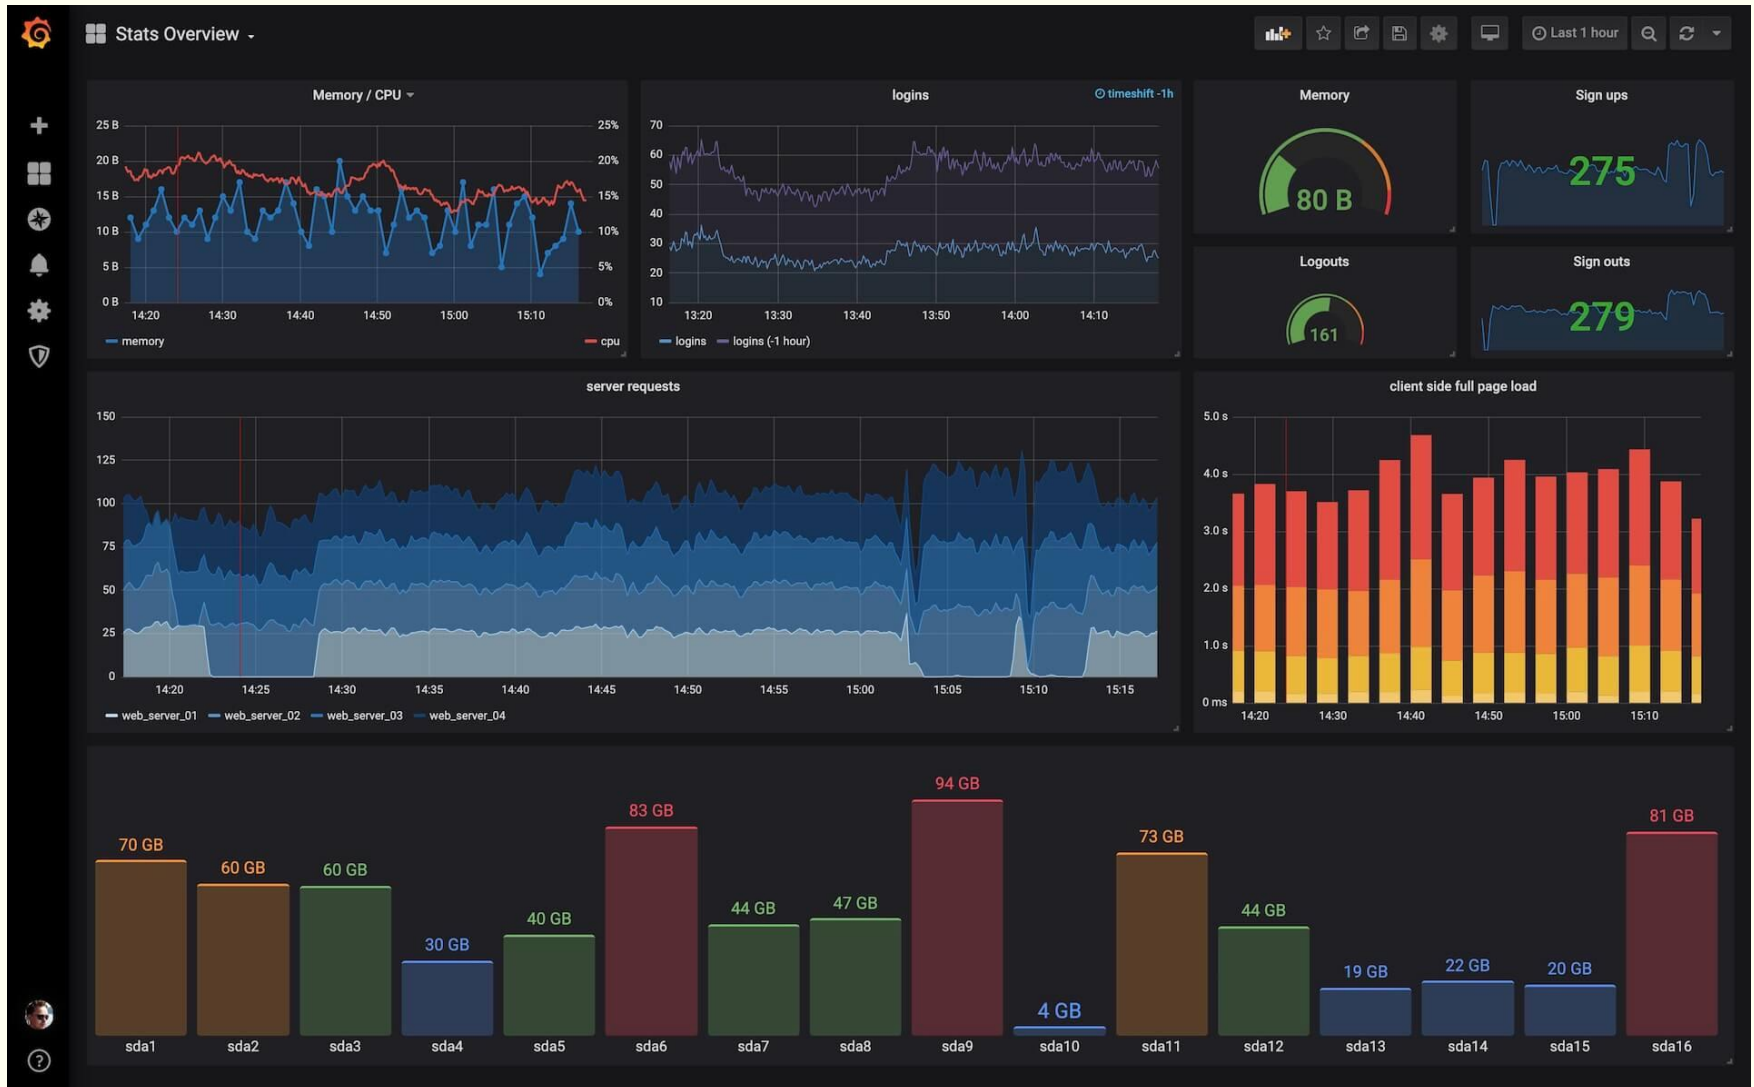 Stats Overview
Last 1 hour
Memory / CPU
25 B
20 B
15 B
10 B
5 B
0 B
25%
20%
15%
10%
5%
0%
14:20 14:30 14:40 14:50 15:00 15:10
memory
cpu
logins
timeshift -1h
70
60
50
40
30
20
10
13:20 13:30 13:40 13:50 14:00 14:10
logins logins (-1 hour)
Memory
80 B
Sign ups
275
Logouts
161
Sign outs
279
server requests
150
125
100
75
50
25
0
14:20 14:25 14:30 14:35 14:40 14:45 14:50 14:55 15:00 15:05 15:10 15:15
web_server_01 web_server_02 web_server_03 web_server_04
client side full page load
5.0 s
4.0 s
3.0 s
2.0 s
1.0 s
0 ms
14:20 14:30 14:40 14:50 15:00 15:10
70 GB 60 GB 60 GB 30 GB 40 GB 83 GB 44 GB 47 GB 94 GB 4 GB 73 GB 44 GB 19 GB 22 GB 20 GB 81 GB
sda1 sda2 sda3 sda4 sda5 sda6 sda7 sda8 sda9 sda10 sda11 sda12 sda13 sda14 sda15 sda16